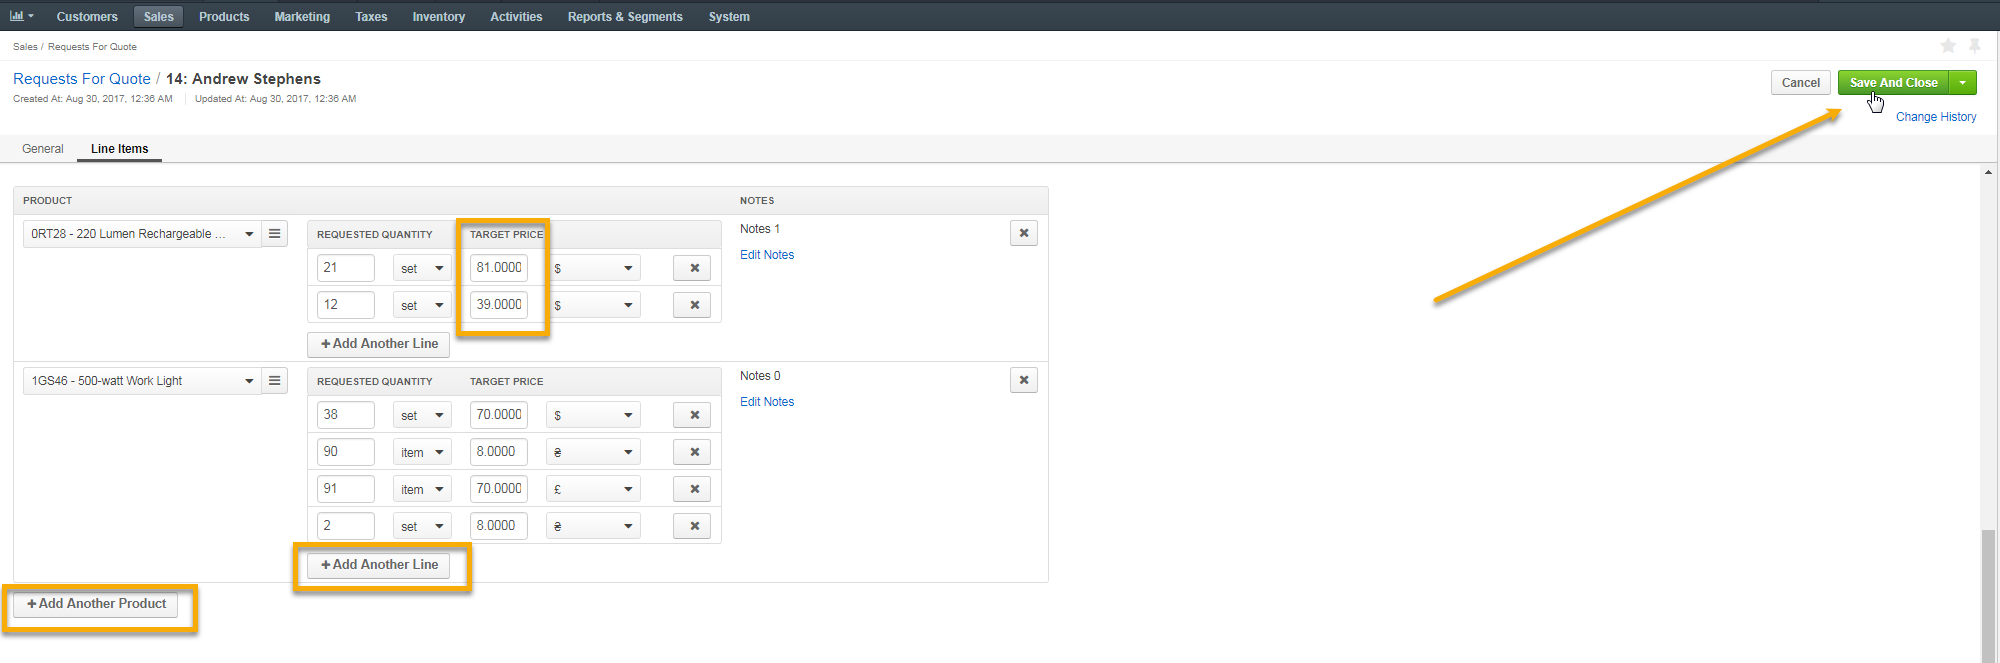 Customers Sales Products Marketing Taxes Inventory Activities Reports & Segments System
Sales / Requests For Quote
Requests For Quote / 14: Andrew Stephens
Cancel Save And Close
Created At: Aug 30, 2017, 12:36 AM Updated At: Aug 30, 2017, 12:36 AM
Change History
General Line Items
PRODUCT NOTES
0RT28 - 220 Lumen Rechargeable ...
REQUESTED QUANTITY TARGET PRICE
Notes 1
Edit Notes
21 set 81.0000 $
12 set 39.0000 $
+Add Another Line
1GS46 - 500-watt Work Light
REQUESTED QUANTITY TARGET PRICE
Notes 0
Edit Notes
38 set 70.0000 $
90 item 8.0000 ₴
91 item 70.0000 £
2 set 8.0000 ₴
+Add Another Line
+Add Another Product